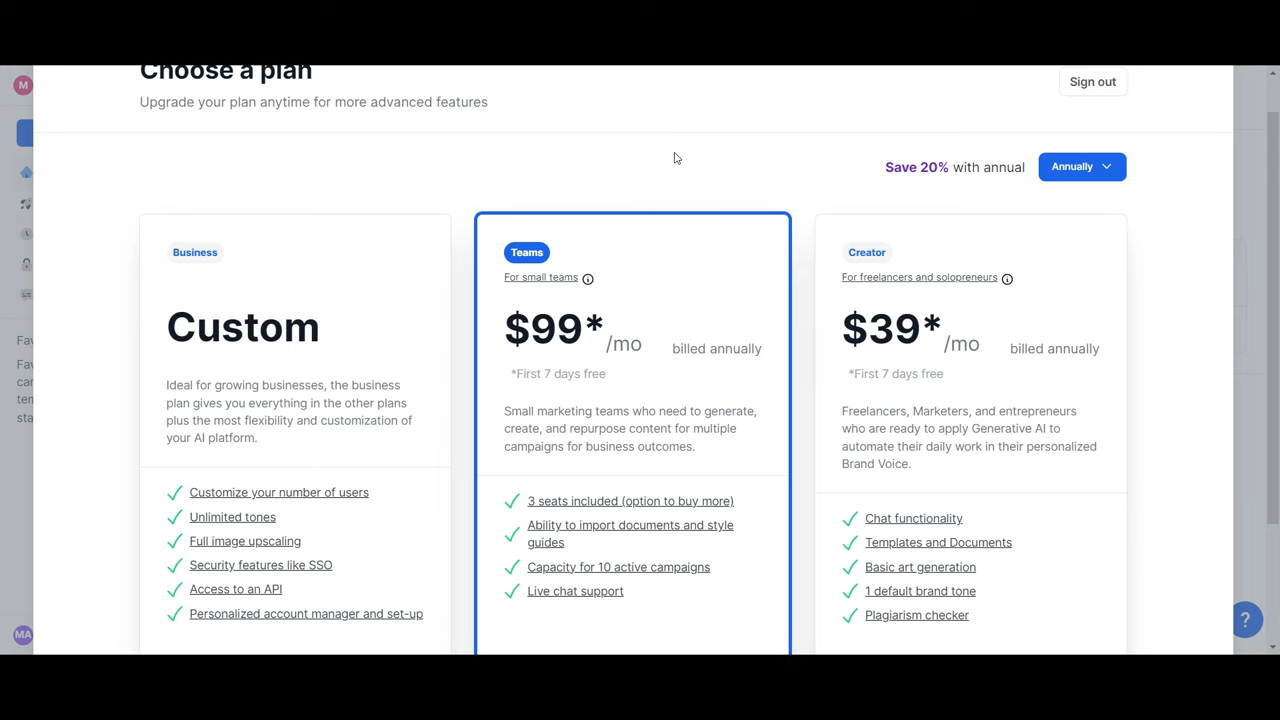 M
Choose a plan
Sign out
Upgrade your plan anytime for more advanced features
Save 20% with annual
Annually
Business
Custom
Ideal for growing businesses, the business
plan gives you everything in the other plans
plus the most flexibility and customization of
your AI platform.
Customize your number of users
Unlimited tones
Full image upscaling
Security features like SSO
Access to an API
Personalized account manager and set-up
Teams
For small teams
$99*/mo billed annually
*First 7 days free
Small marketing teams who need to generate,
create, and repurpose content for multiple
campaigns for business outcomes.
3 seats included (option to buy more)
Ability to import documents and style
guides
Capacity for 10 active campaigns
Live chat support
Creator
For freelancers and solopreneurs
$39*/mo billed annually
*First 7 days free
Freelancers, Marketers, and entrepreneurs
who are ready to apply Generative AI to
automate their daily work in their personalized
Brand Voice.
Chat functionality
Templates and Documents
Basic art generation
1 default brand tone
Plagiarism checker
Fav
Fav
can
tem
sta
MA
?